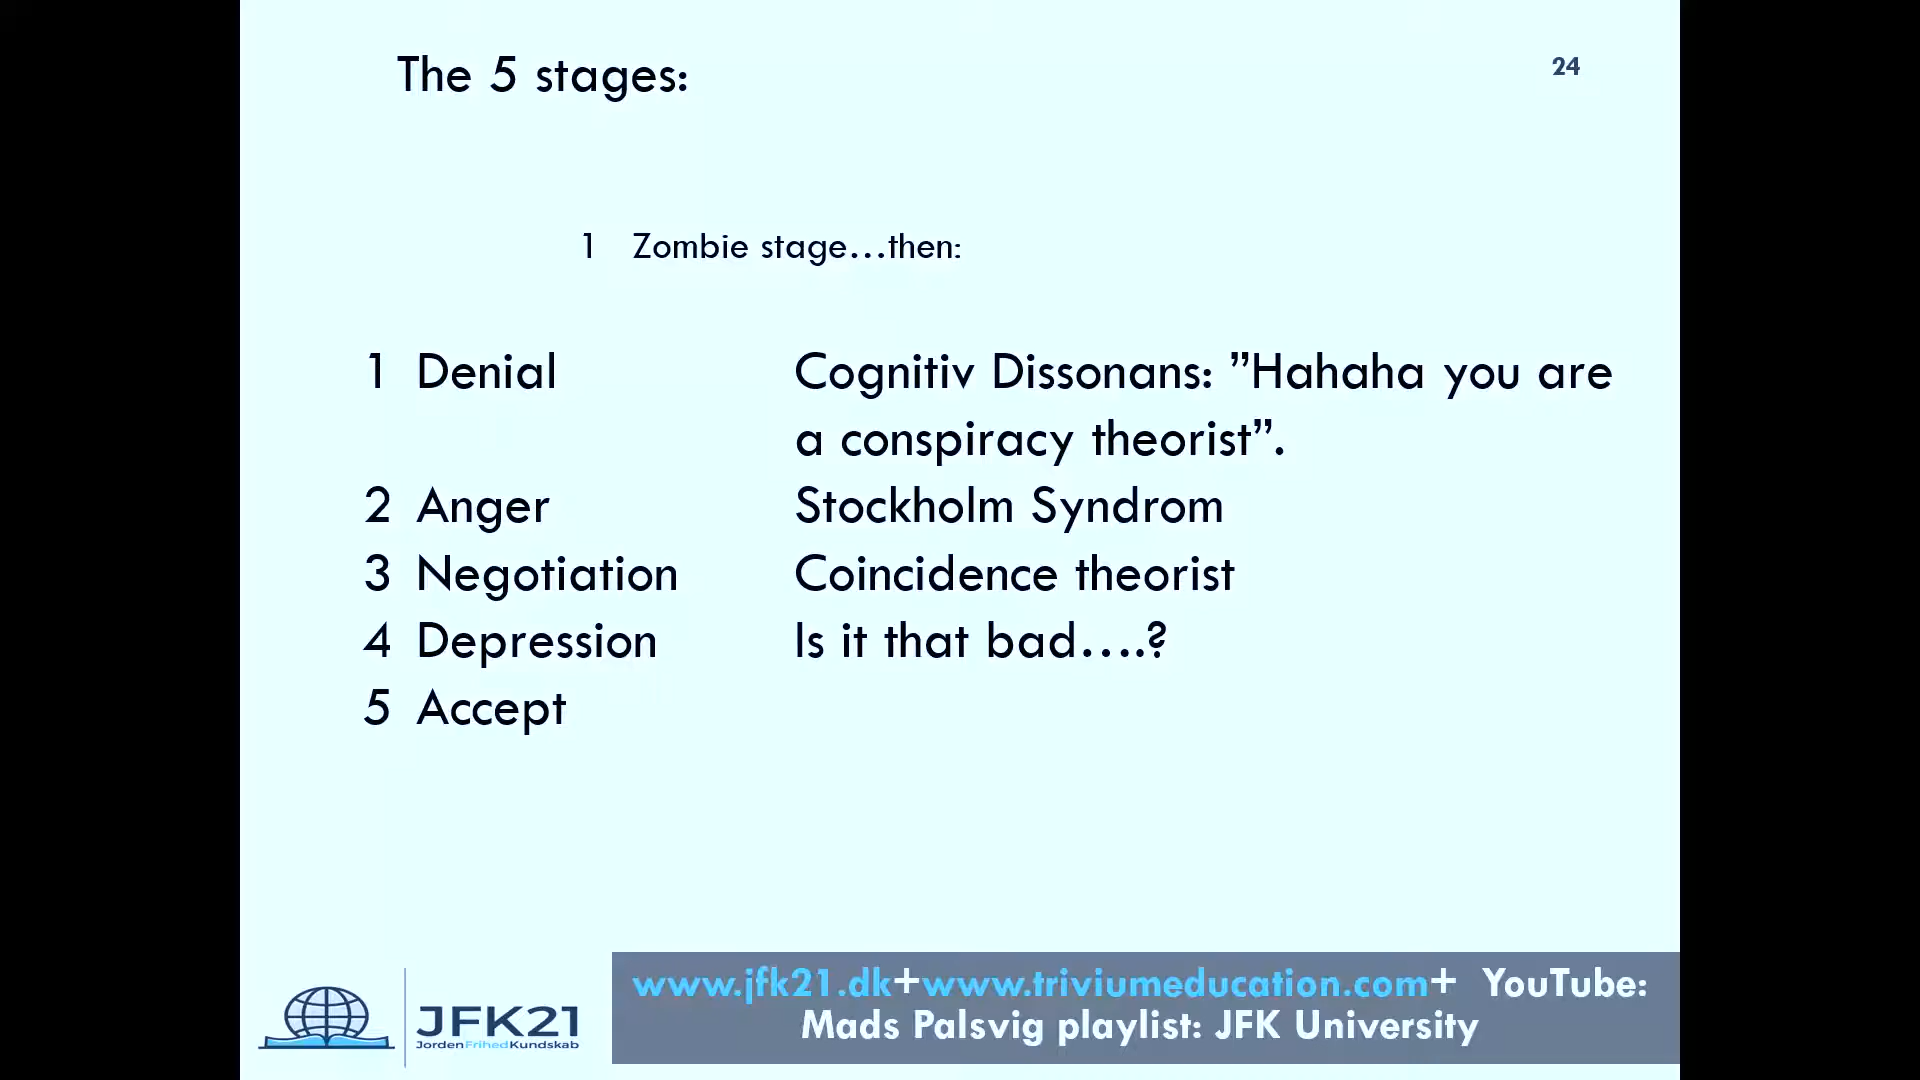 The 5 stages:
24
1 Zombie stage...then:
1 Denial Cognitiv Dissonans: ”Hahaha you are
a conspiracy theorist”.
2 Anger Stockholm Syndrom
3 Negotiation Coincidence theorist
4 Depression Is it that bad....?
5 Accept
www.jfk21.dk+www.triviumeducation.com+ YouTube:
Mads Palsvig playlist: JFK University
JFK21
JordenFrihedKundskab